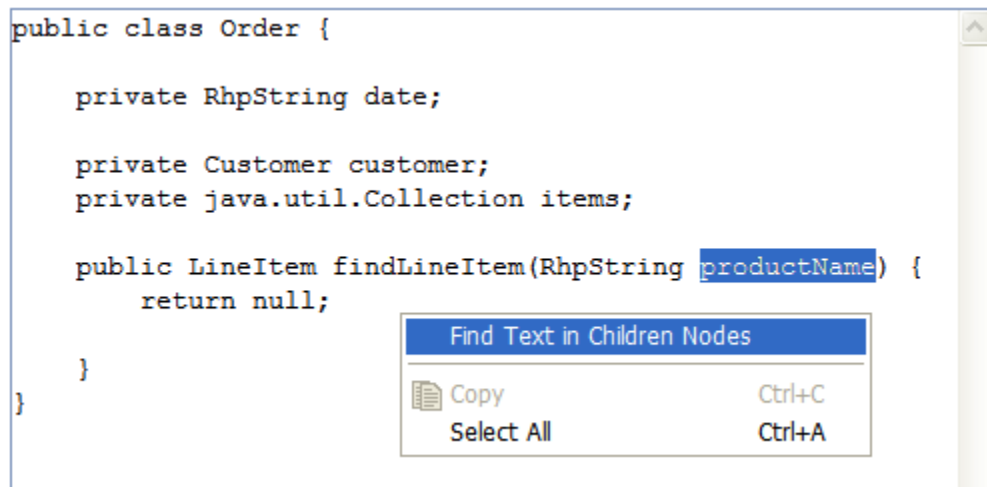 public class Order {
private RhpString date;
private Customer customer;
private java.util.Collection items;
public LineItem findLineItem(RhpString productName) {
return null;
}
}
Find Text in Children Nodes
Copy Ctrl+C
Select All Ctrl+A